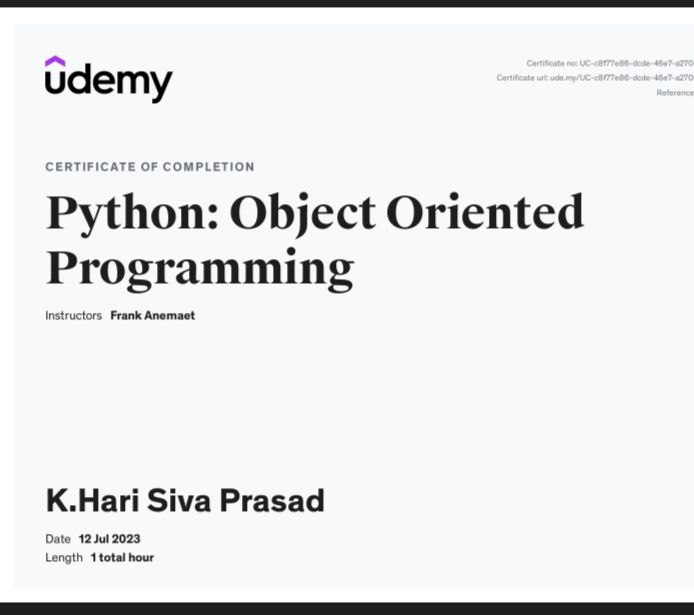 udemy
Certificate no: UC-c8f77e86-dcde-46e7-a270
Certificate url: ude.my/UC-c8f77e86-dcde-46e7-a270
Reference
CERTIFICATE OF COMPLETION
Python: Object Oriented
Programming
Instructors Frank Anemaet
K.Hari Siva Prasad
Date 12 Jul 2023
Length 1 total hour